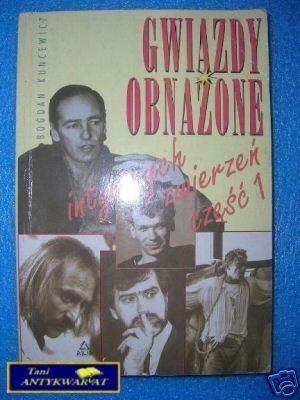 BOGDAN KUNCEWICZ
GWIAZDY
OBNAŻONE
intymnych
zwierzeń
część 1
Tani
ANTYKWARIAT